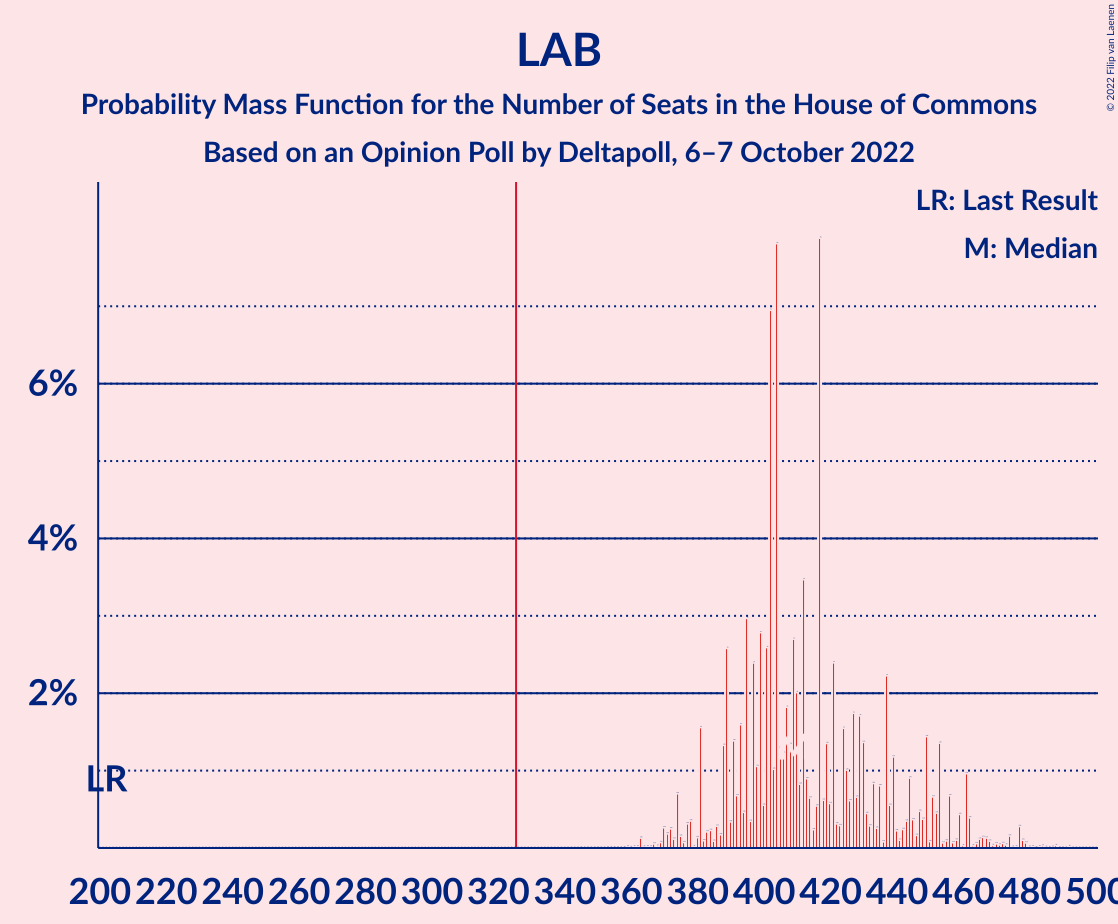 LAB
Probability Mass Function for the Number of Seats in the House of Commons
Based on an Opinion Poll by Deltapoll, 6–7 October 2022
© 2022 Filip van Laenen
LR: Last Result
M: Median
6%
4%
2%
LR
200 220 240 260 280 300 320 340 360 380 400 420 440 460 480 500